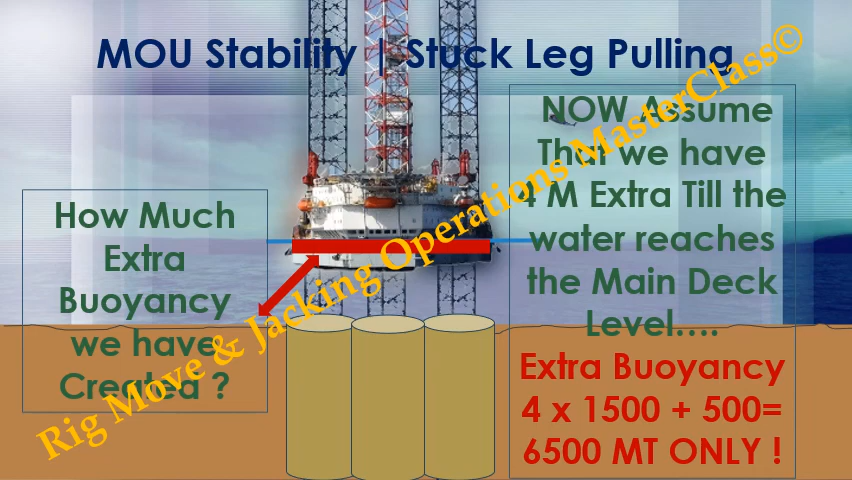 MOU Stability | Stuck Leg Pulling
How Much
Extra
Buoyancy
we have
Created ?
NOW Assume
That we have
4 M Extra Till the
water reaches
the Main Deck
Level….
Extra Buoyancy
4 x 1500 + 500=
6500 MT ONLY !
Rig Move & Jacking Operations MasterClass©